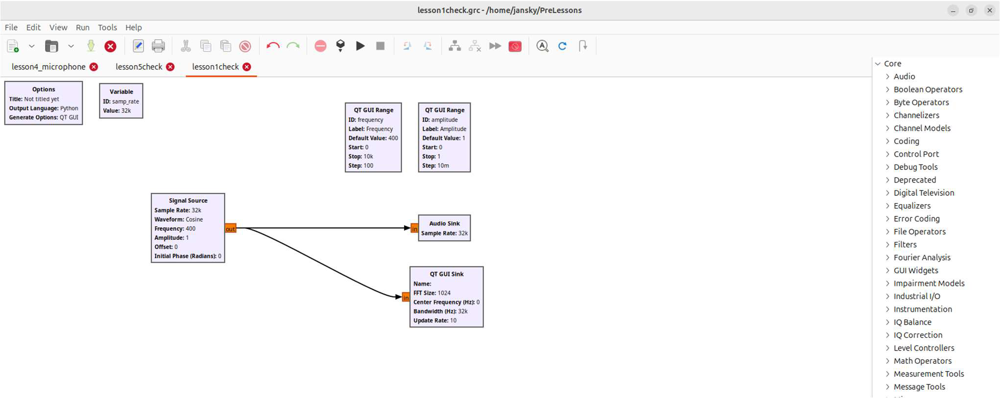 lesson1check.grc - /home/jansky/PreLessons
File Edit View Run Tools Help
lesson4_microphone lesson5check lesson1check
Options
Title: Not titled yet
Output Language: Python
Generate Options: QT GUI
Variable
ID: samp_rate
Value: 32k
QT GUI Range
ID: frequency
Label: Frequency
Default Value: 400
Start: 0
Stop: 10k
Step: 100
QT GUI Range
ID: amplitude
Label: Amplitude
Default Value: 1
Start: 0
Stop: 1
Step: 10m
Signal Source
Sample Rate: 32k
Waveform: Cosine
Frequency: 400
Amplitude: 1
Offset: 0
Initial Phase (Radians): 0
out
in
Audio Sink
Sample Rate: 32k
in
QT GUI Sink
Name:
FFT Size: 1024
Center Frequency (Hz): 0
Bandwidth (Hz): 32k
Update Rate: 10
Core
Audio
Boolean Operators
Byte Operators
Channelizers
Channel Models
Coding
Control Port
Debug Tools
Deprecated
Digital Television
Equalizers
Error Coding
File Operators
Filters
Fourier Analysis
GUI Widgets
Impairment Models
Industrial I/O
Instrumentation
IQ Balance
IQ Correction
Level Controllers
Math Operators
Measurement Tools
Message Tools